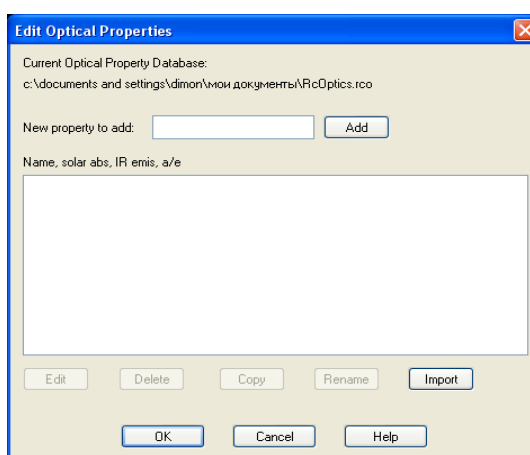 Edit Optical Properties
Current Optical Property Database:
c:\documents and settings\dimon\мои документы\RcOptics.rco
New property to add:
Add
Name, solar abs, IR emis, a/e
Edit Delete Copy Rename Import
OK Cancel Help